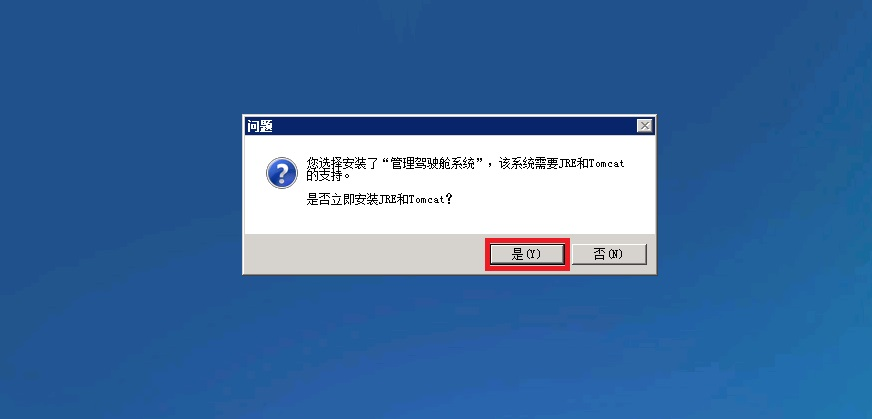 问题
您选择安装了“管理驾驶舱系统”，该系统需要JRE和Tomcat
的支持。
是否立即安装JRE和Tomcat？
是(Y)
否(N)